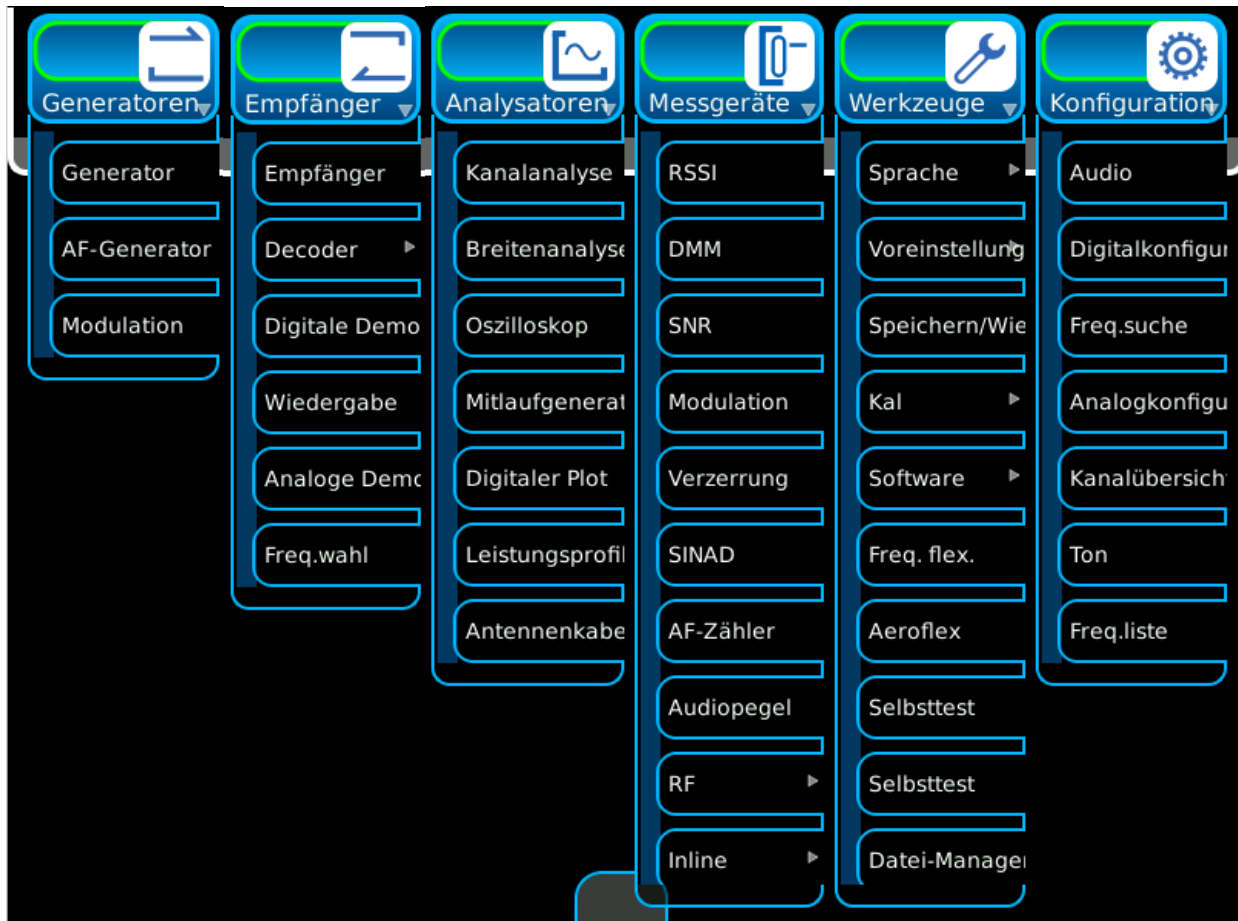 Generatoren
Generator
AF-Generator
Modulation
Empfänger
Empfänger
Decoder
Digitale Demo
Wiedergabe
Analoge Demo
Freq.wahl
Analysatoren
Kanalanalyse
Breitenanalyse
Oszilloskop
Mitlaufgenerat
Digitaler Plot
Leistungsprofil
Antennenkabe
Messgeräte
RSSI
DMM
SNR
Modulation
Verzerrung
SINAD
AF-Zähler
Audiopegel
RF
Inline
Werkzeuge
Sprache
Voreinstellung
Speichern/Wie
Kal
Software
Freq. flex.
Aeroflex
Selbsttest
Selbsttest
Datei-Manager
Konfiguration
Audio
Digitalkonfigur
Freq.suche
Analogkonfigu
Kanalübersich
Ton
Freq.liste